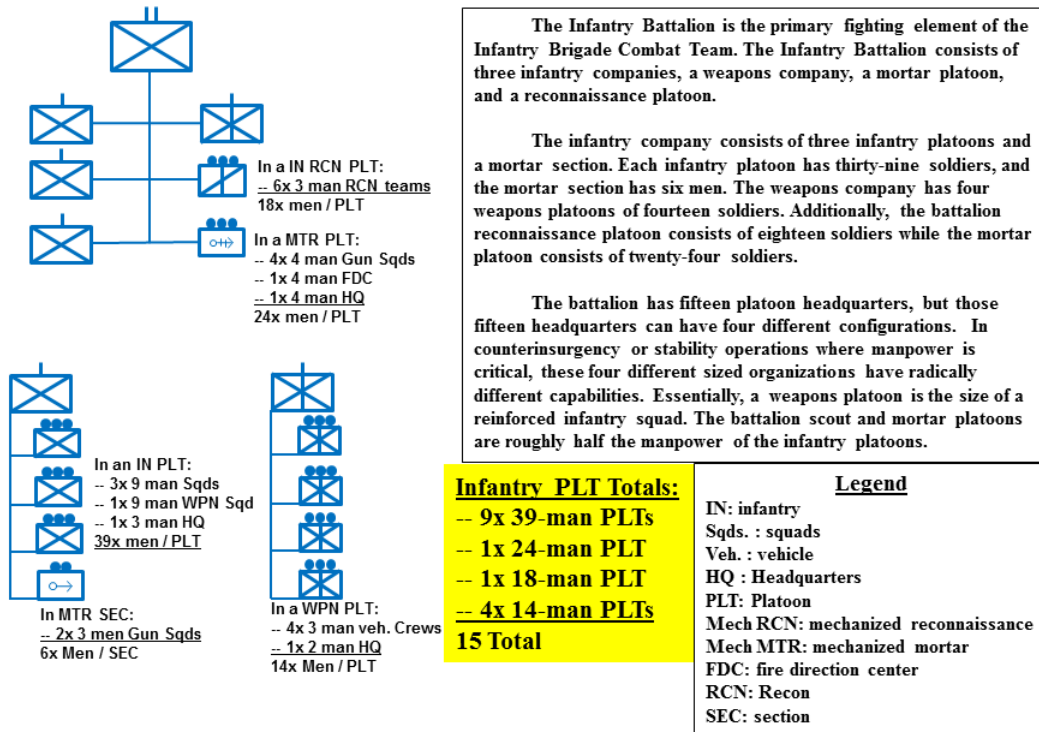 In a IN RCN PLT:
-- 6x 3 man RCN teams
18x men / PLT
In a MTR PLT:
-- 4x 4 man Gun Sqds
-- 1x 4 man FDC
-- 1x 4 man HQ
24x men / PLT
In an IN PLT:
-- 3x 9 man Sqds
-- 1x 9 man WPN Sqd
-- 1x 3 man HQ
39x men / PLT
In MTR SEC:
-- 2x 3 men Gun Sqds
6x Men / SEC
In a WPN PLT:
-- 4x 3 man veh. Crews
-- 1x 2 man HQ
14x Men / PLT
The Infantry Battalion is the primary fighting element of the
Infantry Brigade Combat Team. The Infantry Battalion consists of
three infantry companies, a weapons company, a mortar platoon,
and a reconnaissance platoon.
The infantry company consists of three infantry platoons and
a mortar section. Each infantry platoon has thirty-nine soldiers, and
the mortar section has six men. The weapons company has four
weapons platoons of fourteen soldiers. Additionally, the battalion
reconnaissance platoon consists of eighteen soldiers while the mortar
platoon consists of twenty-four soldiers.
The battalion has fifteen platoon headquarters, but those
fifteen headquarters can have four different configurations. In
counterinsurgency or stability operations where manpower is
critical, these four different sized organizations have radically
different capabilities. Essentially, a weapons platoon is the size of a
reinforced infantry squad. The battalion scout and mortar platoons
are roughly half the manpower of the infantry platoons.
Infantry PLT Totals:
-- 9x 39-man PLTs
-- 1x 24-man PLT
-- 1x 18-man PLT
-- 4x 14-man PLTs
15 Total
Legend
IN: infantry
Sqds. : squads
Veh. : vehicle
HQ : Headquarters
PLT: Platoon
Mech RCN: mechanized reconnaissance
Mech MTR: mechanized mortar
FDC: fire direction center
RCN: Recon
SEC: section